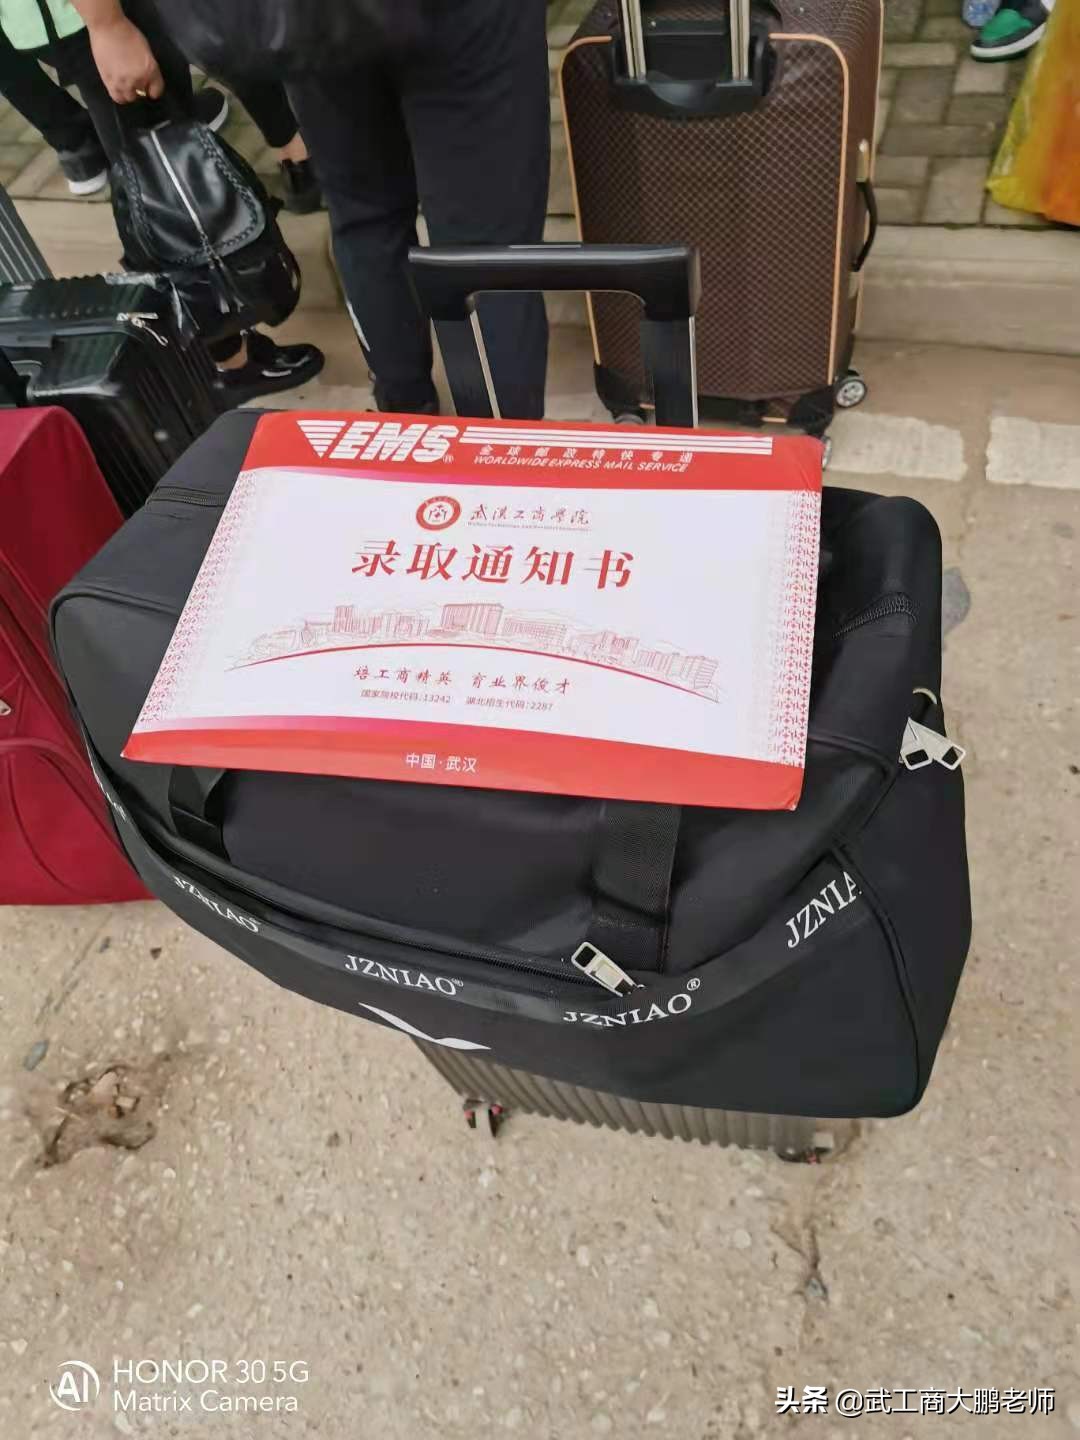 EMS®
全球邮政特快专递
WORLDWIDE EXPRESS MAIL SERVICE
武汉工商学院
录取通知书
培工商精英 育业界俊才
国家院校代码:13242 湖北招生代码:2287
中国·武汉
JZNIAO
JZNIAO®
JZNIAO®
JZNIA
AI HONOR 30 5G
Matrix Camera
头条 @武工商大鹏老师